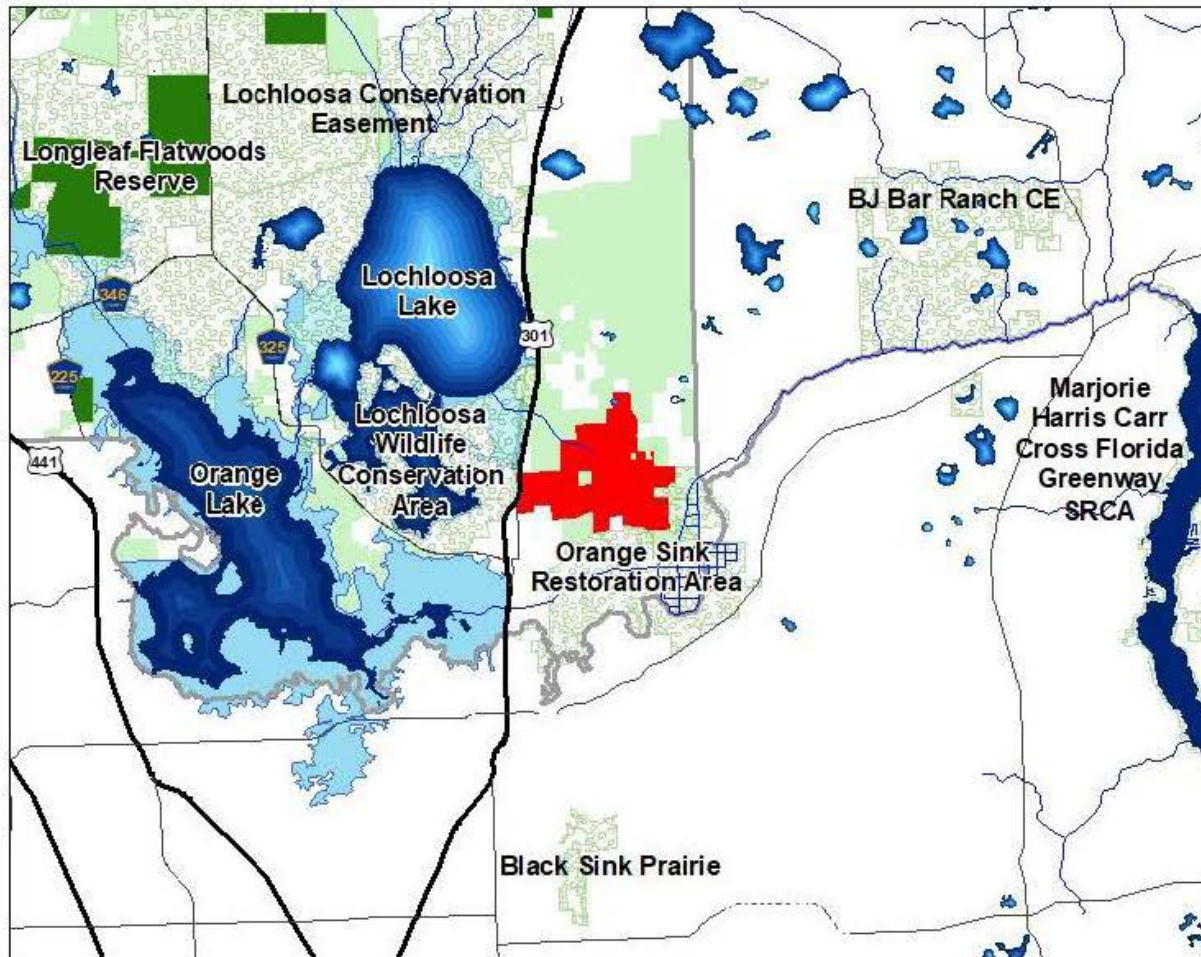 Lochloosa Conservation
Easement
Longleaf Flatwoods
Reserve
BJ Bar Ranch CE
Lochloosa
Lake
346
325
301
225
Lochloosa
Wildlife
Conservation
Area
Marjorie
Harris Carr
Cross Florida
Greenway
SRCA
441
Orange
Lake
Orange Sink
Restoration Area
Black Sink Prairie